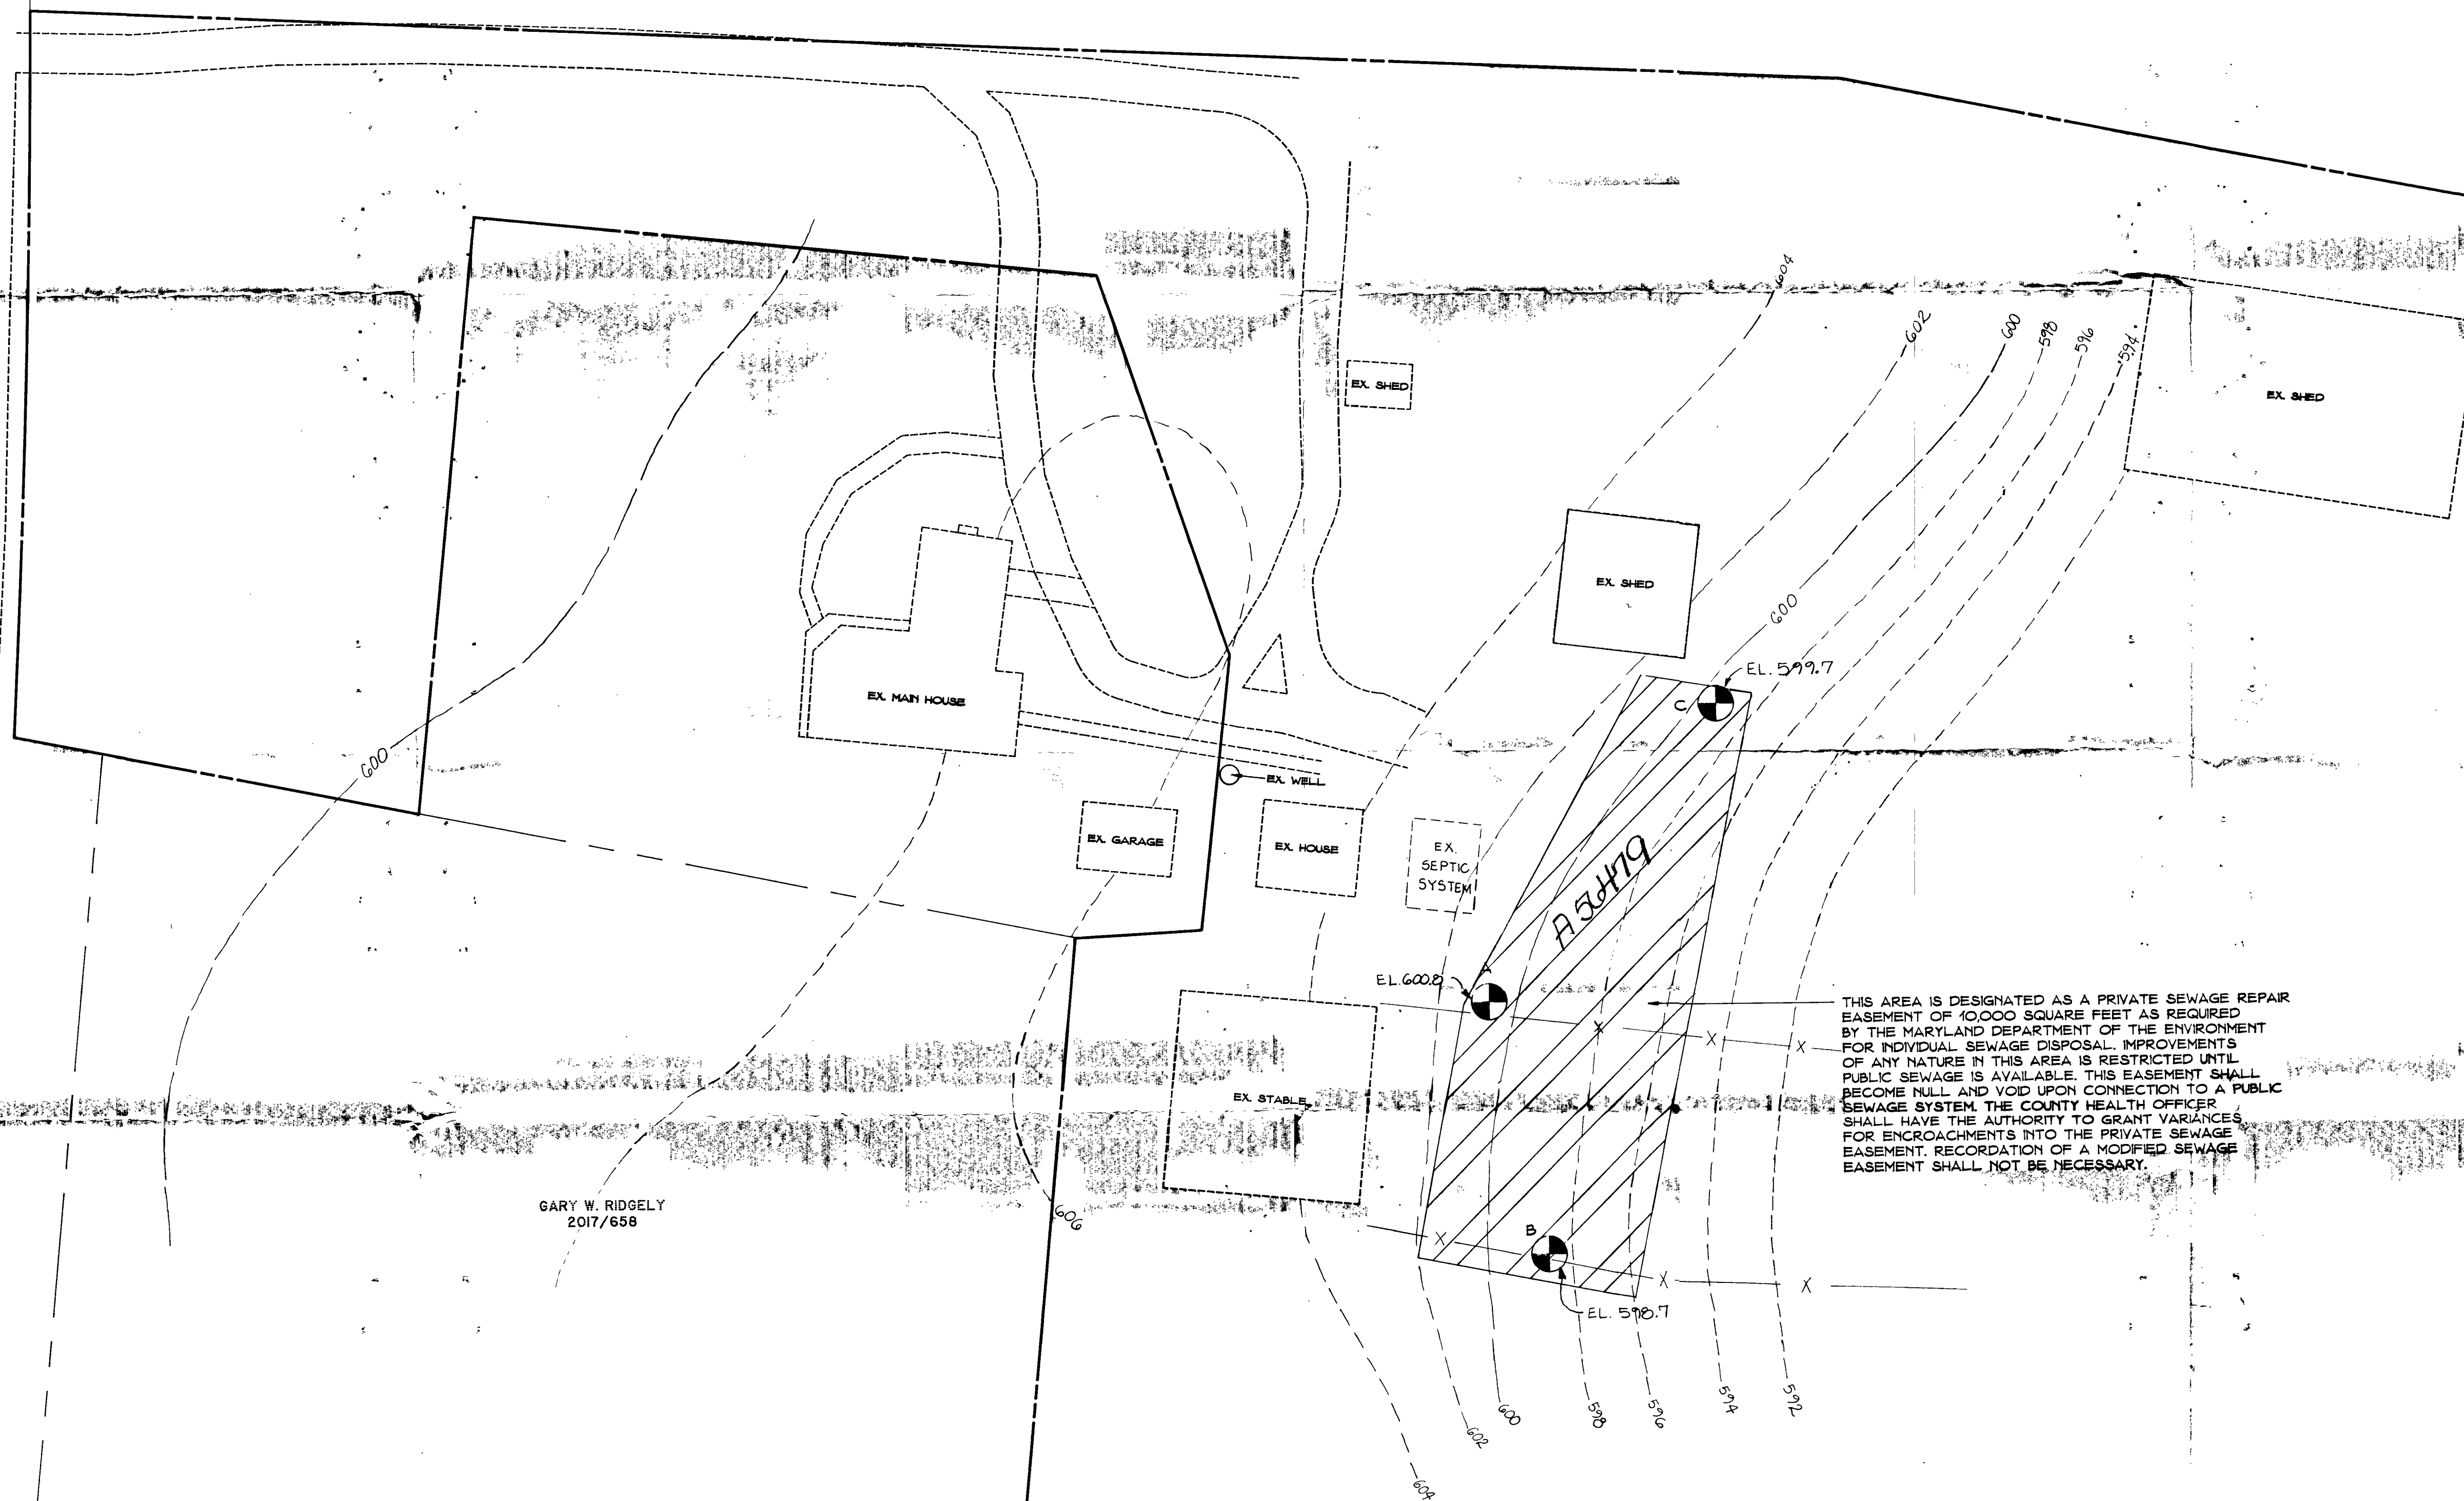 604
602
600
598
596
594
EX. SHED
EX. SHED
EX. SHED
600
EL. 599.7
C
EX. MAIN HOUSE
600
EX. WELL
EX. GARAGE
EX. HOUSE
EX.
SEPTIC
SYSTEM
A56479
A
EL. 600.8
THIS AREA IS DESIGNATED AS A PRIVATE SEWAGE REPAIR
EASEMENT OF 10,000 SQUARE FEET AS REQUIRED
BY THE MARYLAND DEPARTMENT OF THE ENVIRONMENT
FOR INDIVIDUAL SEWAGE DISPOSAL. IMPROVEMENTS
OF ANY NATURE IN THIS AREA IS RESTRICTED UNTIL
PUBLIC SEWAGE IS AVAILABLE. THIS EASEMENT SHALL
BECOME NULL AND VOID UPON CONNECTION TO A PUBLIC
SEWAGE SYSTEM. THE COUNTY HEALTH OFFICER
SHALL HAVE THE AUTHORITY TO GRANT VARIANCES
FOR ENCROACHMENTS INTO THE PRIVATE SEWAGE
EASEMENT. RECORDATION OF A MODIFIED SEWAGE
EASEMENT SHALL NOT BE NECESSARY.
X X X
EX. STABLE
GARY W. RIDGELY
2017/658
606
B
X X X
EL. 598.7
602
600
598
596
594
592
604